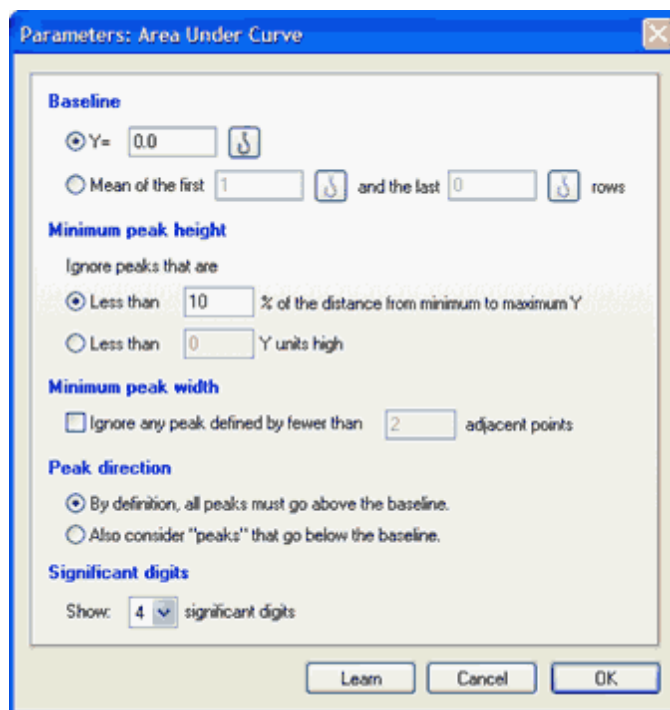 Parameters: Area Under Curve
Baseline
Y= 0.0
Mean of the first 1 and the last 0 rows
Minimum peak height
Ignore peaks that are
Less than 10 % of the distance from minimum to maximum Y
Less than 0 Y units high
Minimum peak width
Ignore any peak defined by fewer than 2 adjacent points
Peak direction
By definition, all peaks must go above the baseline.
Also consider "peaks" that go below the baseline.
Significant digits
Show: 4 significant digits
Learn Cancel OK